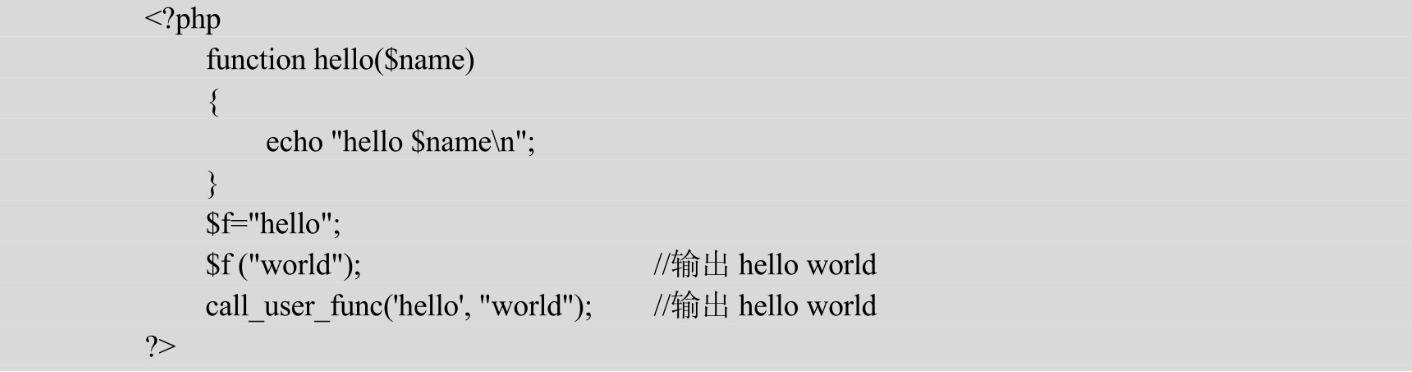 <?php
function hello($name)
{
echo "hello $name\n";
}
$f="hello";
$f ("world"); //输出 hello world
call_user_func('hello', "world"); //输出 hello world
?>